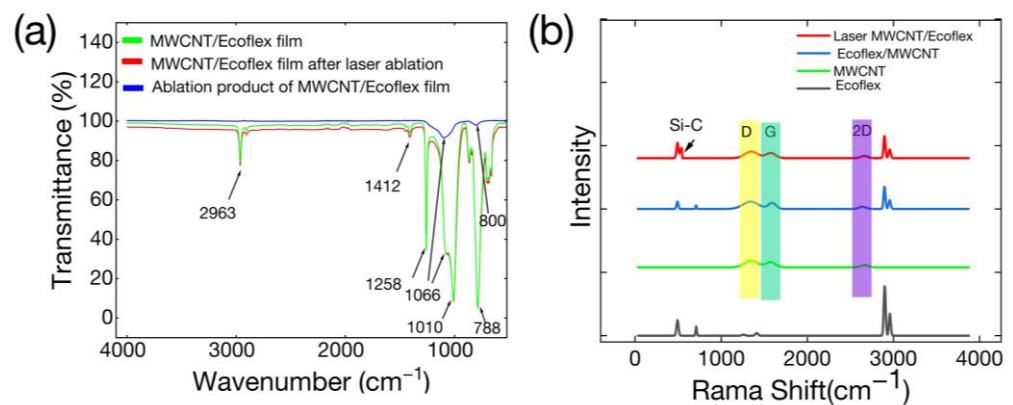 (a)
MWCNT/Ecoflex film
MWCNT/Ecoflex film after laser ablation
Ablation product of MWCNT/Ecoflex film
Transmittance (%)
140
120
100
80
60
40
20
0
2963
1412
1258
1066
1010
800
788
4000
3000
2000
1000
Wavenumber (cm⁻¹)
(b)
Laser MWCNT/Ecoflex
Ecoflex/MWCNT
MWCNT
Ecoflex
Intensity
Si-C
D
G
2D
0
1000
2000
3000
4000
Rama Shift(cm⁻¹)